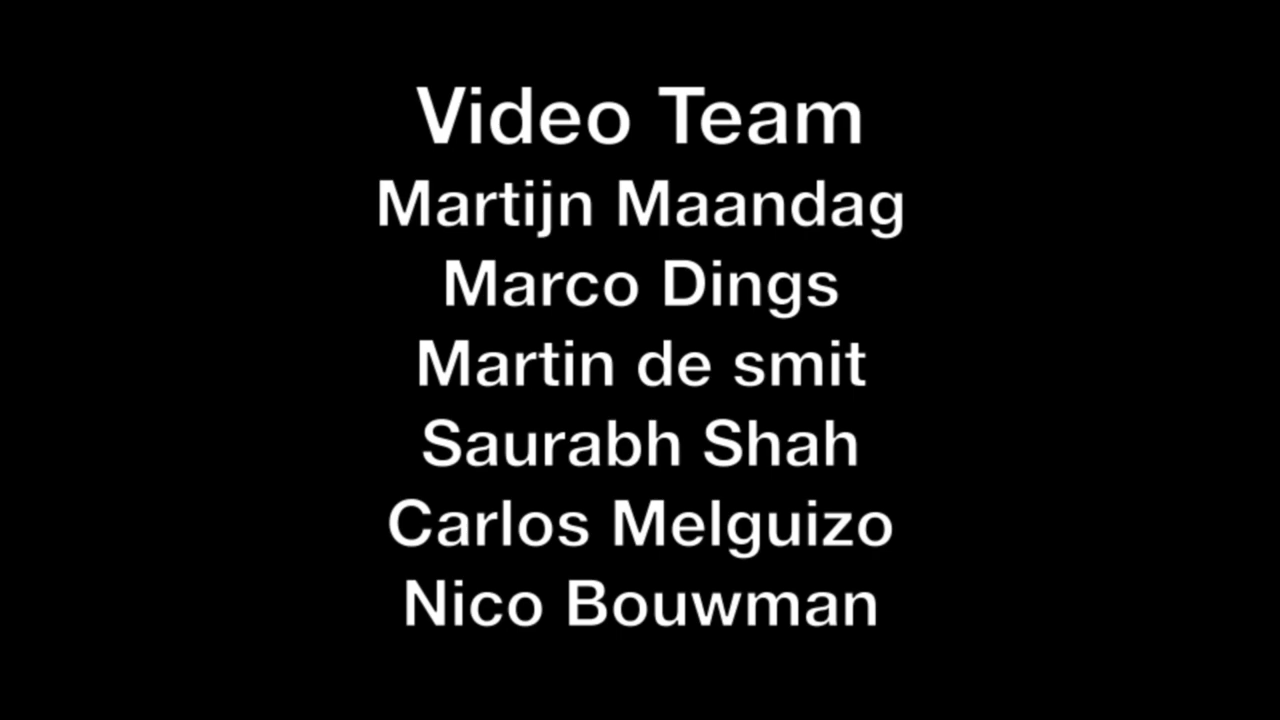 Video Team
Martijn Maandag
Marco Dings
Martin de smit
Saurabh Shah
Carlos Melguizo
Nico Bouwman